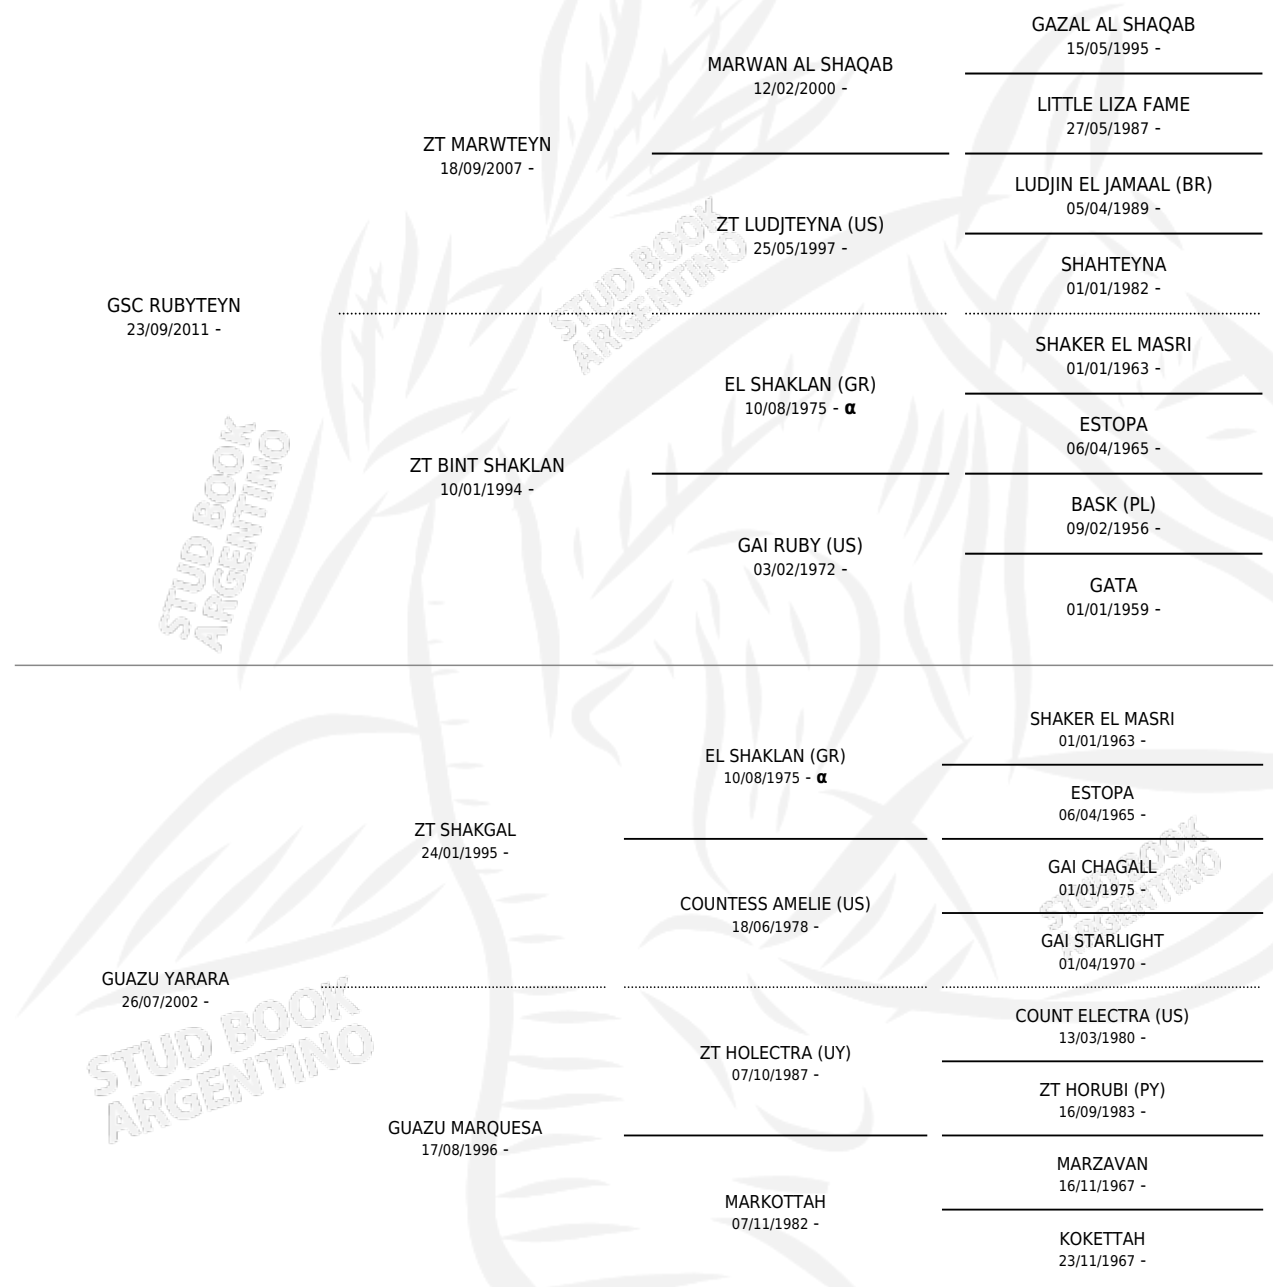 GAZAL AL SHAQAB
15/05/1995 -
MARWAN AL SHAQAB
12/02/2000 -
LITTLE LIZA FAME
27/05/1987 -
ZT MARWTEYN
18/09/2007 -
LUDJIN EL JAMAAL (BR)
05/04/1989 -
ZT LUDJTEYNA (US)
25/05/1997 -
SHAHTEYNA
01/01/1982 -
GSC RUBYTEYN
23/09/2011 -
SHAKER EL MASRI
01/01/1963 -
EL SHAKLAN (GR)
10/08/1975 - α
ESTOPA
06/04/1965 -
ZT BINT SHAKLAN
10/01/1994 -
BASK (PL)
09/02/1956 -
GAI RUBY (US)
03/02/1972 -
GATA
01/01/1959 -
SHAKER EL MASRI
01/01/1963 -
EL SHAKLAN (GR)
10/08/1975 - α
ESTOPA
06/04/1965 -
ZT SHAKGAL
24/01/1995 -
GAI CHAGALL
01/01/1975 -
COUNTESS AMELIE (US)
18/06/1978 -
GAI STARLIGHT
01/04/1970 -
GUAZU YARARA
26/07/2002 -
COUNT ELECTRA (US)
13/03/1980 -
ZT HOLECTRA (UY)
07/10/1987 -
ZT HORUBI (PY)
16/09/1983 -
GUAZU MARQUESA
17/08/1996 -
MARZAVAN
16/11/1967 -
MARKOTTAH
07/11/1982 -
KOKETTAH
23/11/1967 -
STUD BOOK
ARGENTINO
STUD BOOK
ARGENTINO
STUD BOOK
ARGENTINO
STUD BOOK
ARGENTINO